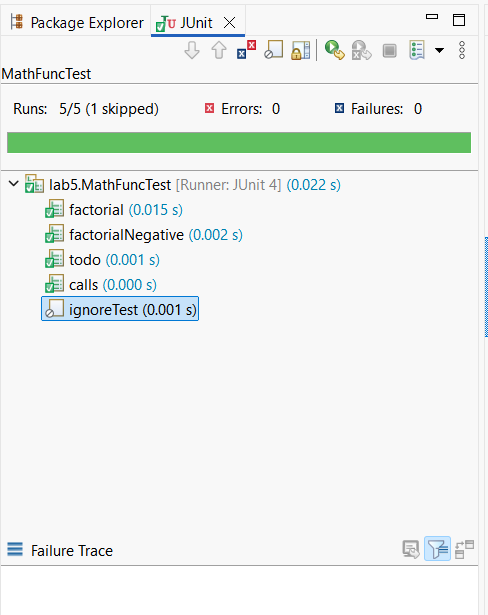 Package Explorer JUnit
MathFuncTest
Runs: 5/5 (1 skipped) Errors: 0 Failures: 0
lab5.MathFuncTest [Runner: JUnit 4] (0.022 s)
factorial (0.015 s)
factorialNegative (0.002 s)
todo (0.001 s)
calls (0.000 s)
ignoreTest (0.001 s)
Failure Trace